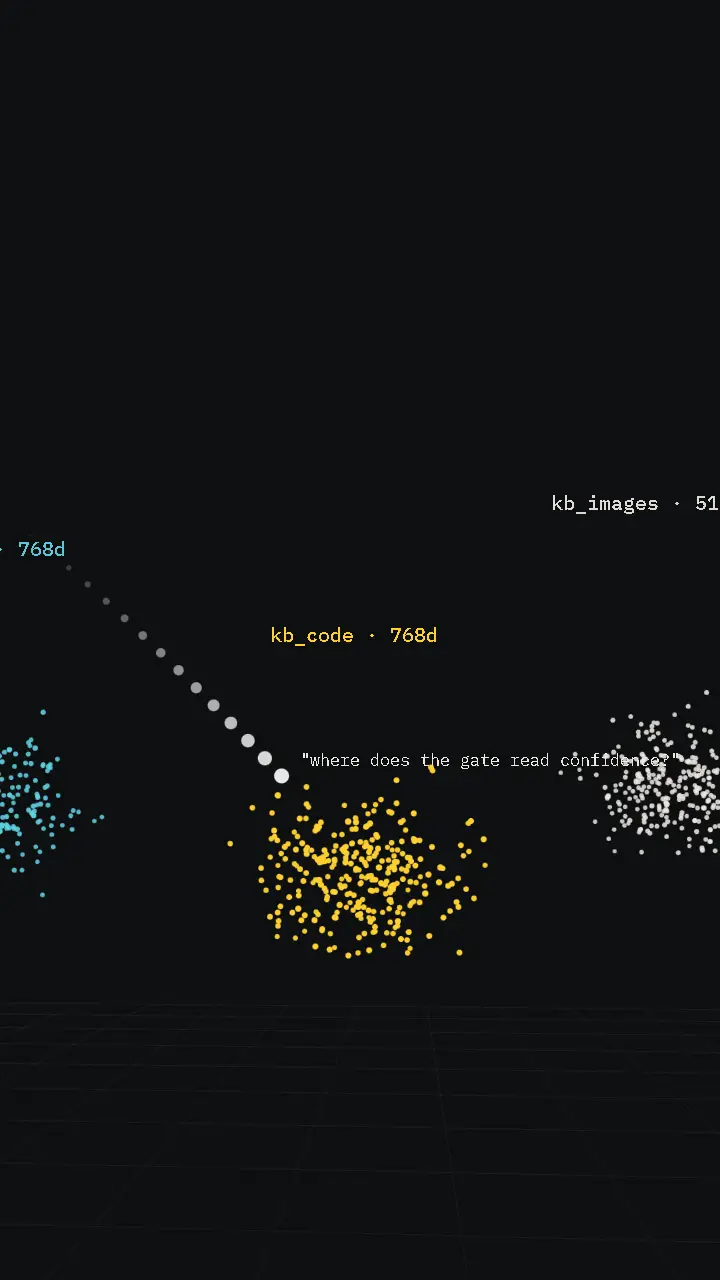 kb_images · 51
· 768d
kb_code · 768d
"where does the gate read confidence?"